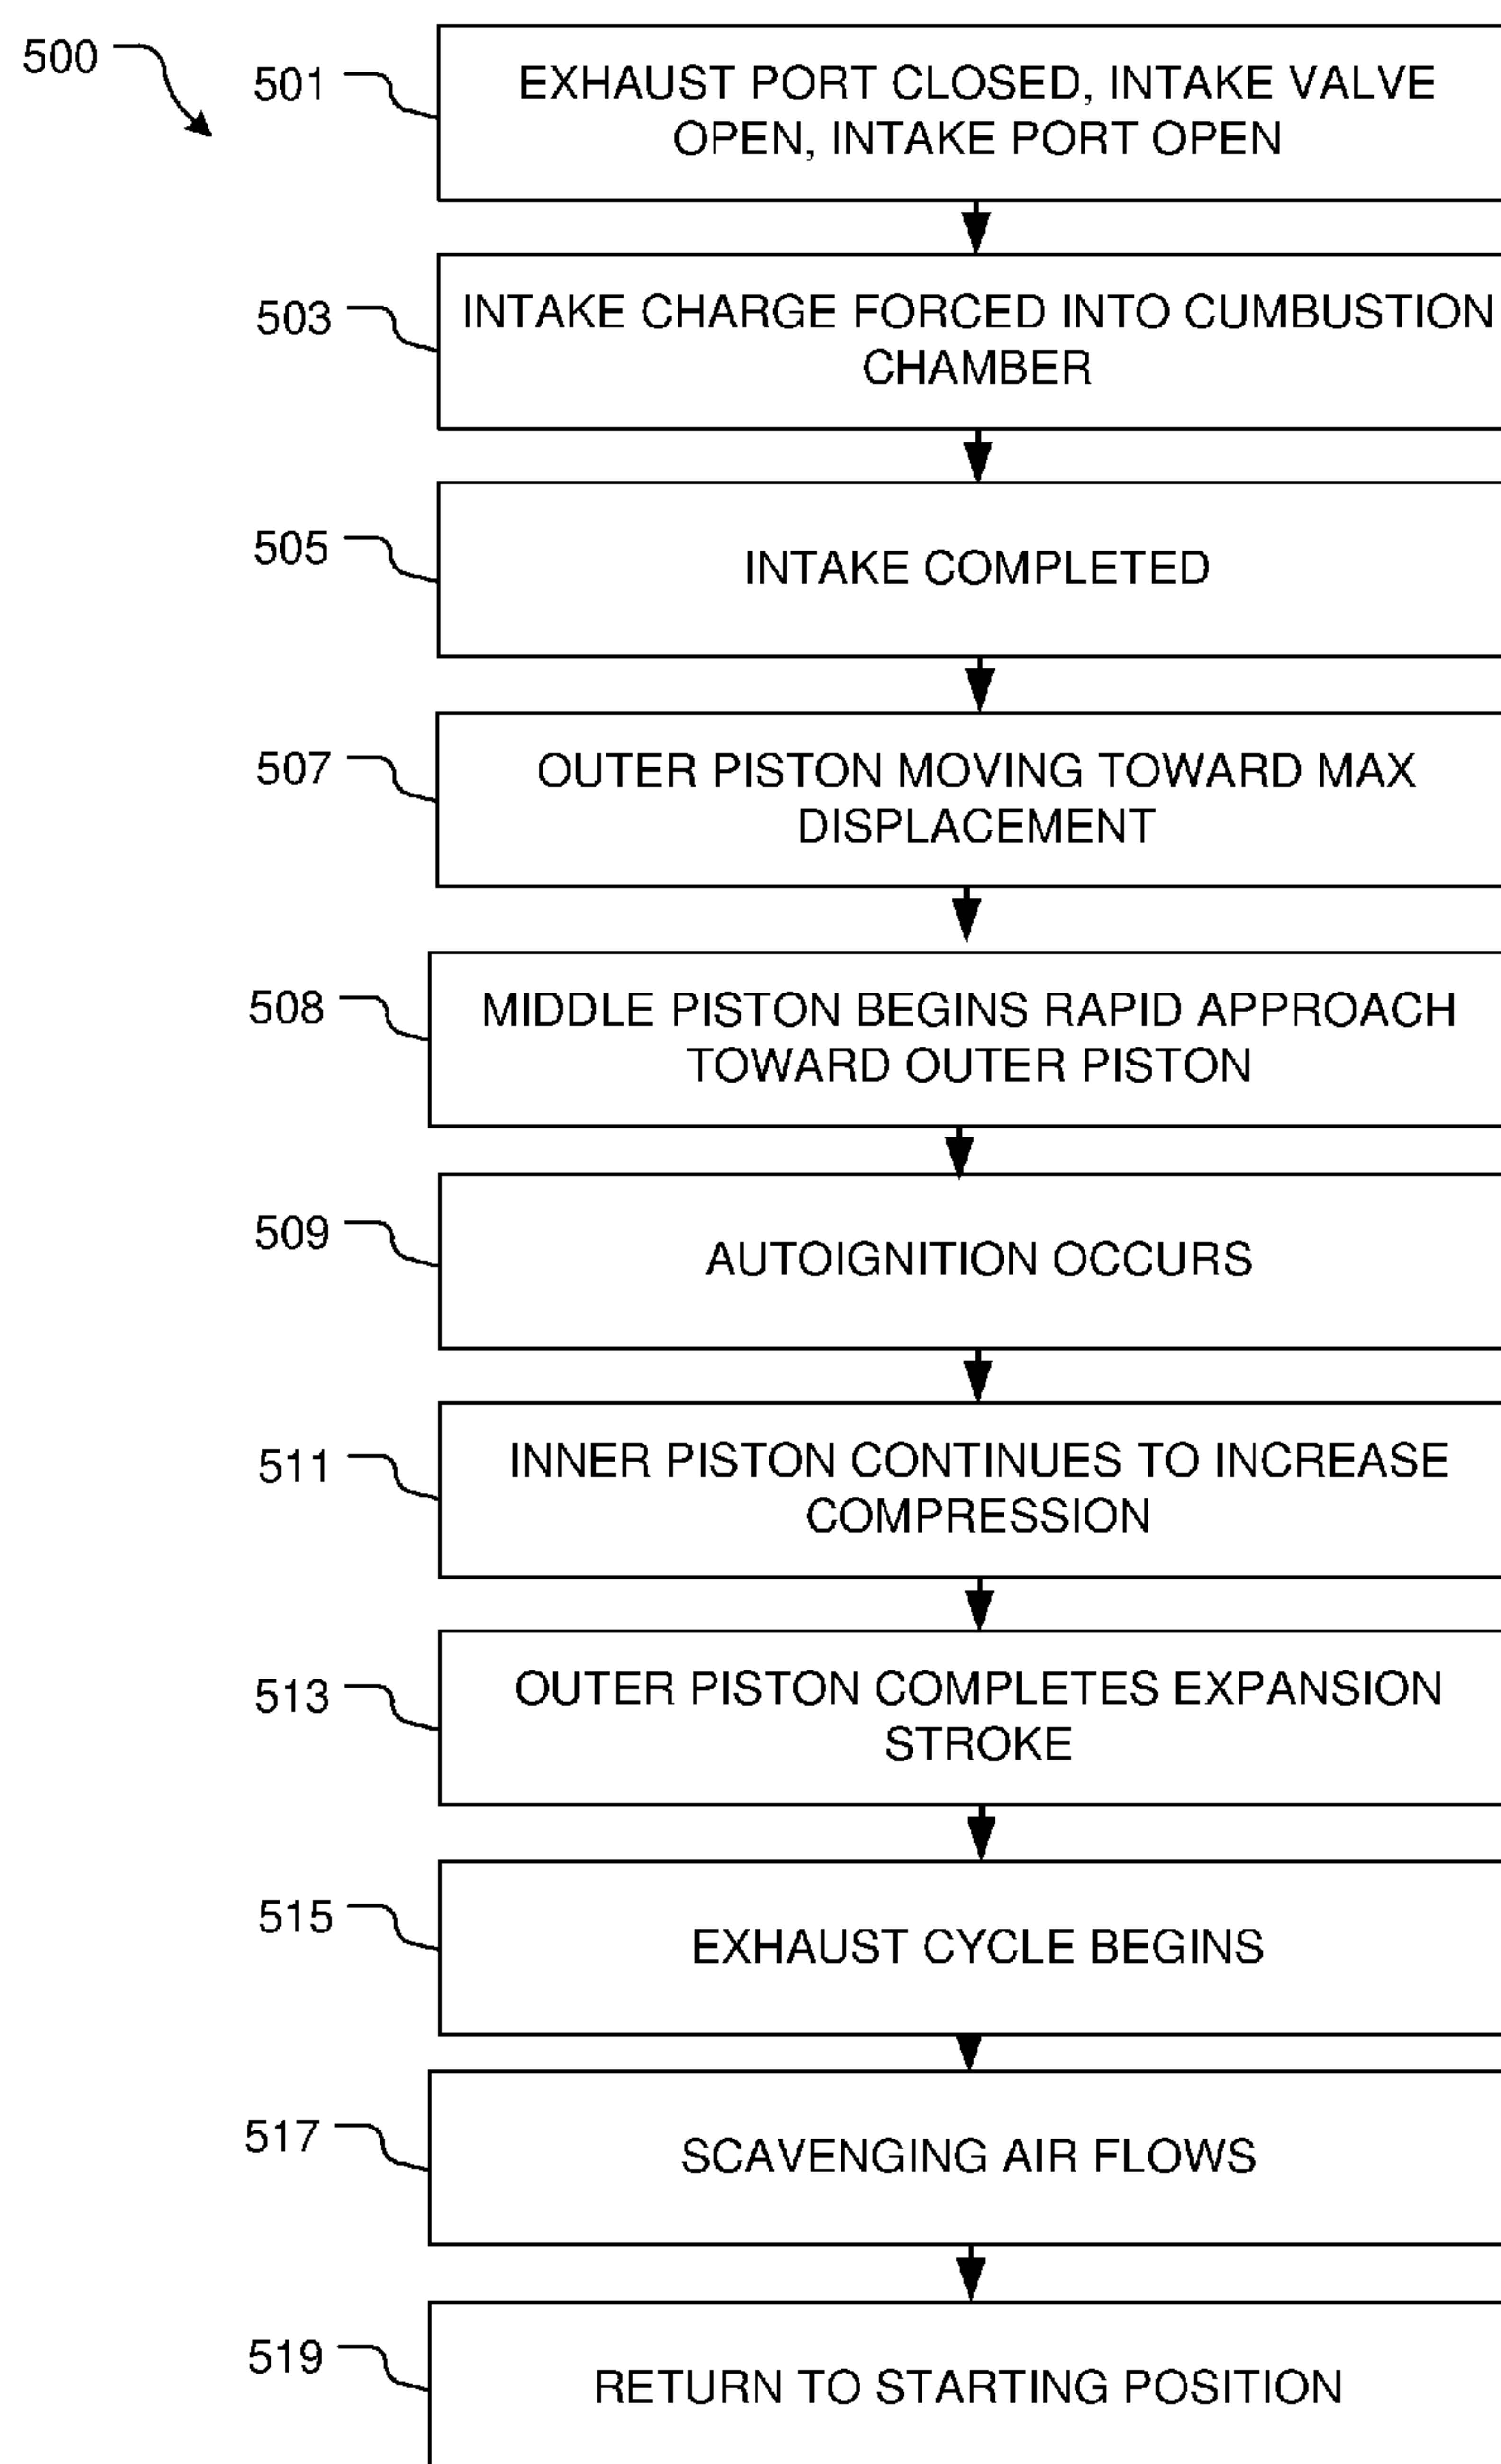 500
501
EXHAUST PORT CLOSED, INTAKE VALVE
OPEN, INTAKE PORT OPEN
503
INTAKE CHARGE FORCED INTO CUMBUSTION
CHAMBER
505
INTAKE COMPLETED
507
OUTER PISTON MOVING TOWARD MAX
DISPLACEMENT
508
MIDDLE PISTON BEGINS RAPID APPROACH
TOWARD OUTER PISTON
509
AUTOIGNITION OCCURS
511
INNER PISTON CONTINUES TO INCREASE
COMPRESSION
513
OUTER PISTON COMPLETES EXPANSION
STROKE
515
EXHAUST CYCLE BEGINS
517
SCAVENGING AIR FLOWS
519
RETURN TO STARTING POSITION